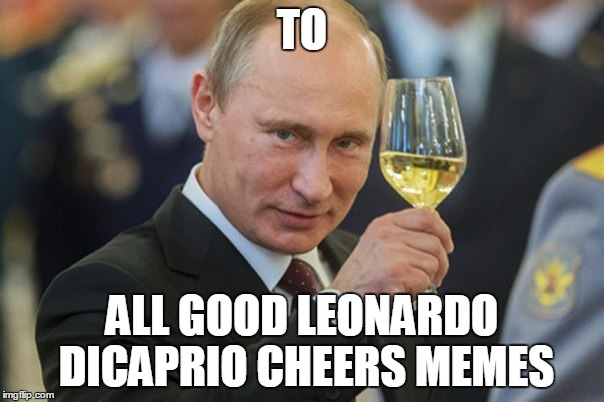 TO
ALL GOOD LEONARDO
DICAPRIO CHEERS MEMES
imgflip.com